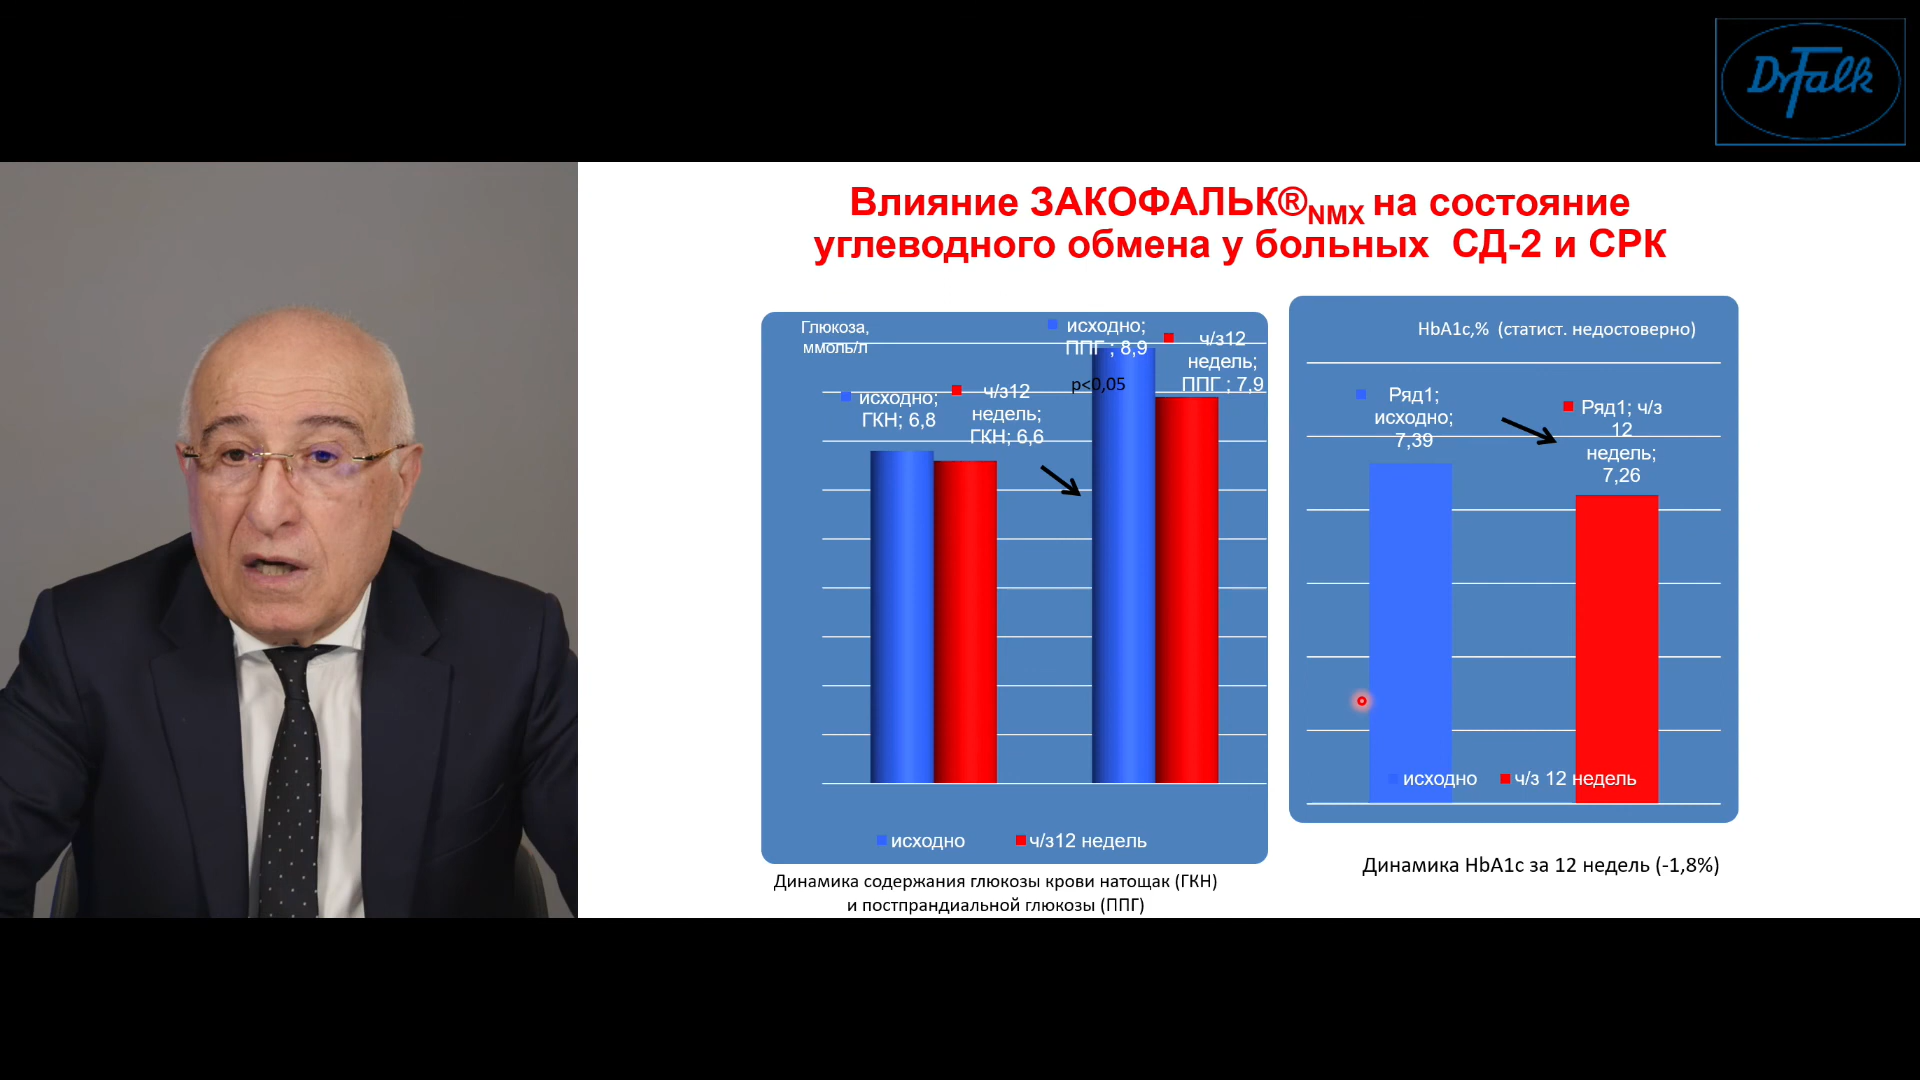 Dr Falk
Влияние ЗАКОФАЛЬК®NMX на состояние
углеводного обмена у больных СД-2 и СРК
Глюкоза,
ммоль/л
исходно;
ГКН; 6,8
ч/з12
недель;
ГКН; 6,6
исходно;
ППГ ; 8,9
p<0,05
ч/з12
недель;
ППГ ; 7,9
исходно
ч/з12 недель
Динамика содержания глюкозы крови натощак (ГКН)
и постпрандиальной глюкозы (ППГ)
HbA1c,% (статист. недостоверно)
Ряд1;
исходно;
7,39
Ряд1; ч/з
12
недель;
7,26
исходно
ч/з 12 недель
Динамика HbA1c за 12 недель (-1,8%)